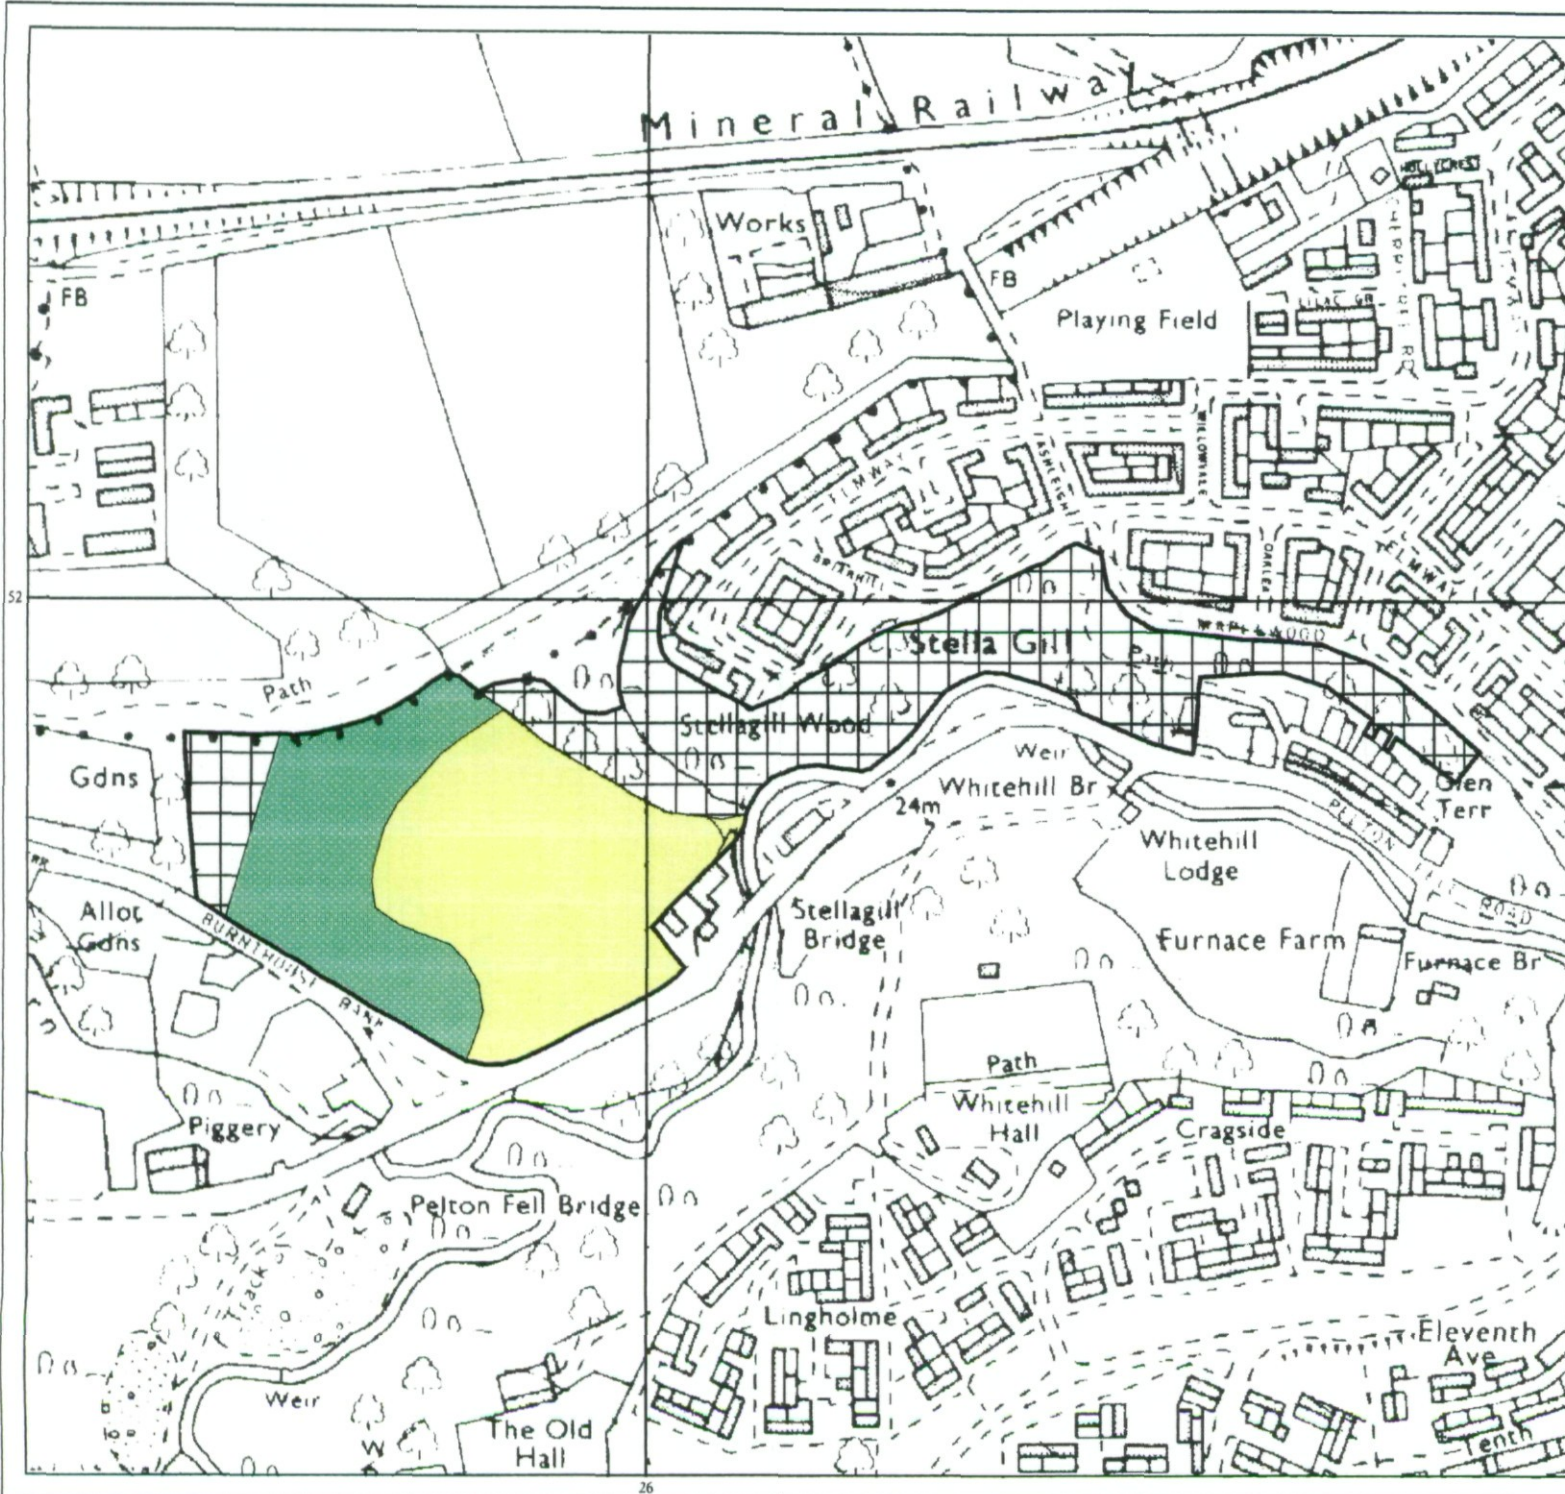 Mineral Railway
Works
FB
FB
Playing Field
LILAC GR
ELMWAY
ASHLEIGH
WILLOWVALE
OAKLEA
ELMWAY
52
MAPLEWOOD
Stella Gill
Path
Path
Stellagill Wood
Gdns
Weir
Whitehill Br
24m
Glen
Terr
PELTON
Whitehill
Lodge
Allot
Gdns
BURNTHOUSE BANK
Stellagill
Bridge
ROAD
Furnace Farm
Furnace Br
Path
Whitehill
Hall
Cragside
Piggery
Pelton Fell Bridge
Track
Lingholme
Eleventh
Ave
Weir
The Old
Hall
W
Tenth
26